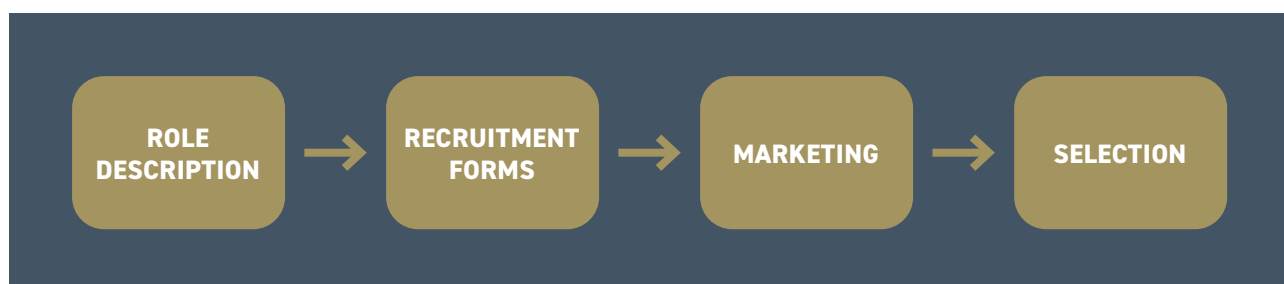 ROLE
DESCRIPTION
RECRUITMENT
FORMS
MARKETING
SELECTION